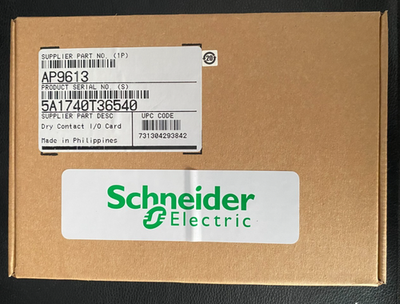 SUPPLIER PART NO. (1P)
AP9613
PRODUCT SERIAL NO. (S)
5A1740T36540
SUPPLIER PART DESC
UPC CODE
Dry Contact I/O Card
731304293842
Made in Philippines
Schneider
Electric